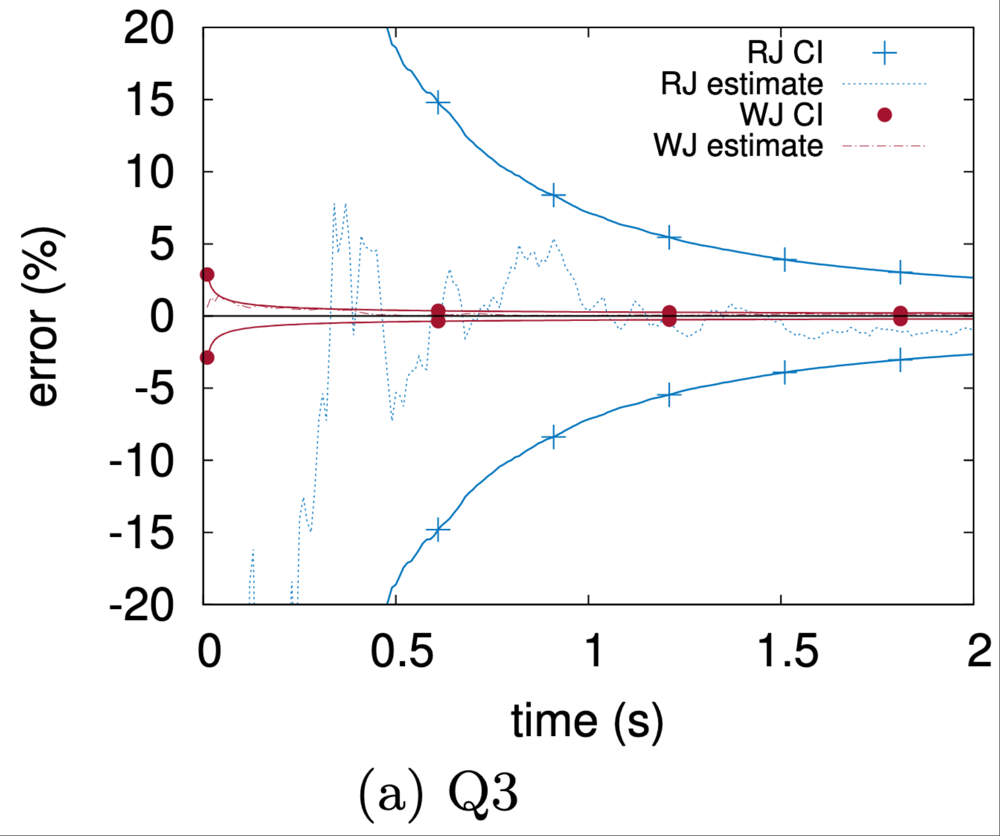 20
15
10
5
0
-5
-10
-15
-20
error (%)
RJ CI
RJ estimate
WJ CI
WJ estimate
0 0.5 1 1.5 2
time (s)
(a) Q3